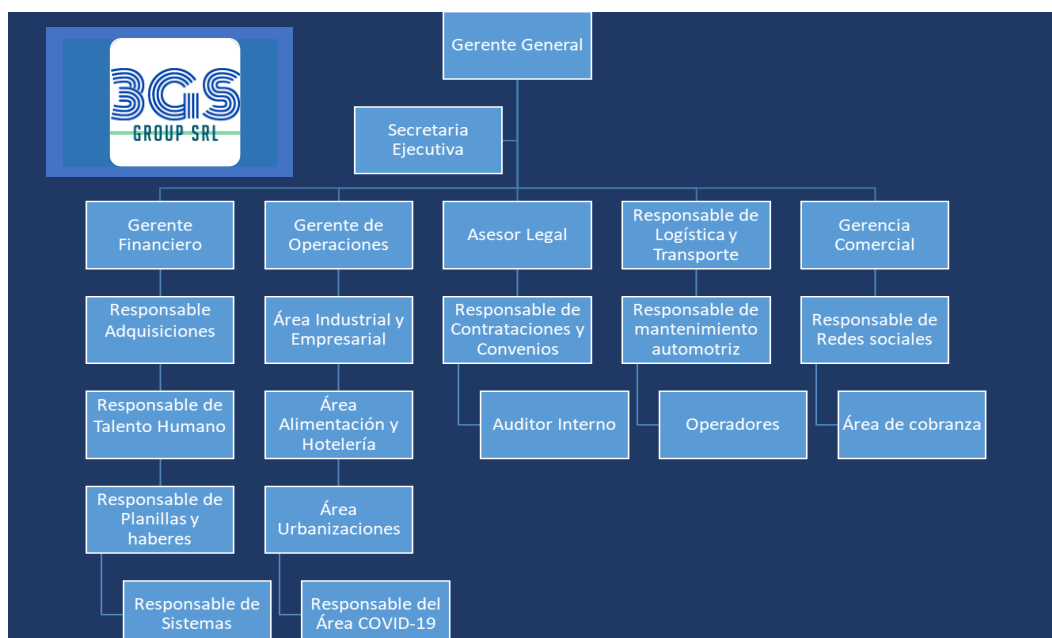 3GS
GROUP SRL
Gerente General
Secretaria
Ejecutiva
Gerente
Financiero
Gerente de
Operaciones
Asesor Legal
Responsable de
Logística y
Transporte
Gerencia
Comercial
Responsable
Adquisiciones
Área Industrial y
Empresarial
Responsable de
Contrataciones y
Convenios
Responsable de
mantenimiento
automotriz
Responsable de
Redes sociales
Responsable de
Talento Humano
Área
Alimentación y
Hotelería
Auditor Interno
Operadores
Área de cobranza
Responsable de
Planillas y
haberes
Área
Urbanizaciones
Responsable de
Sistemas
Responsable del
Área COVID-19